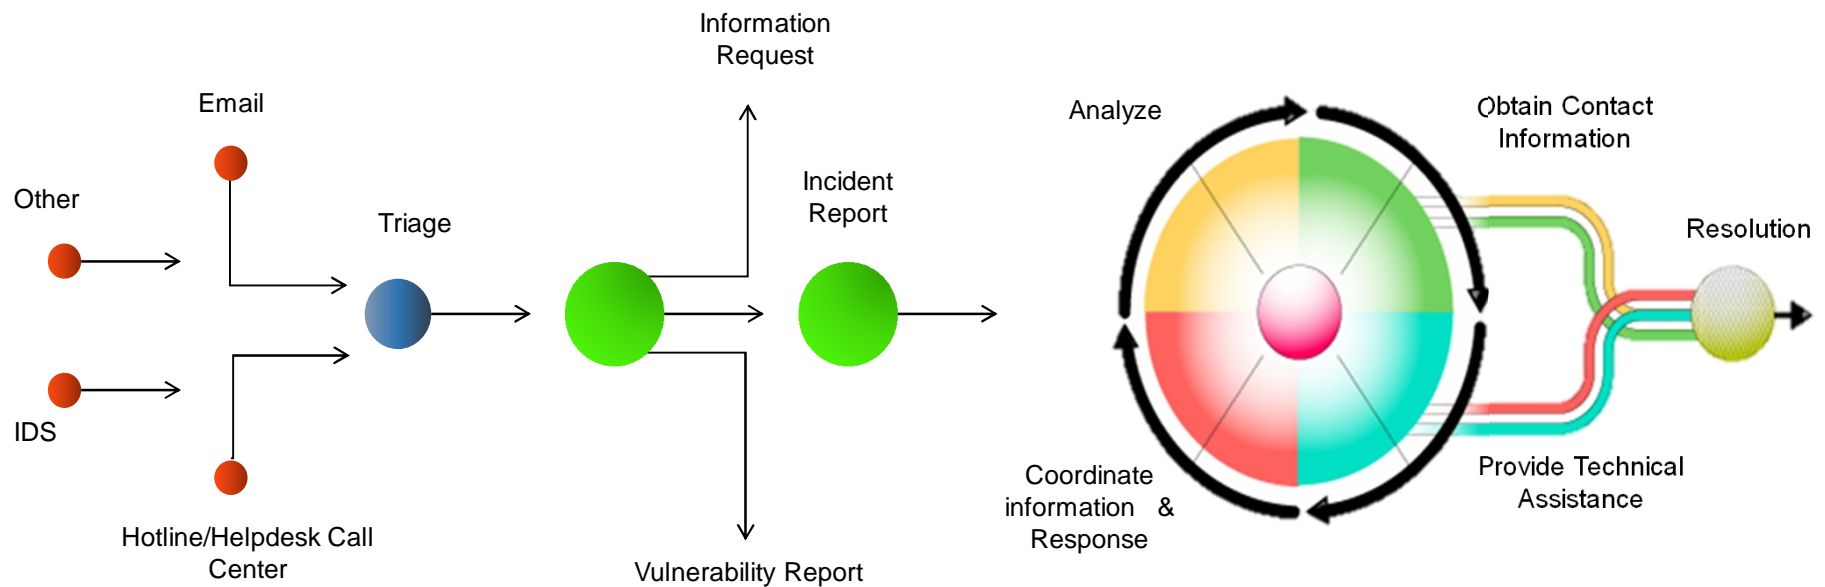 Information
Request
Email
Analyze
Obtain Contact
Information
Other
Triage
Incident
Report
Resolution
IDS
Coordinate
information &
Response
Provide Technical
Assistance
Hotline/Helpdesk Call
Center
Vulnerability Report